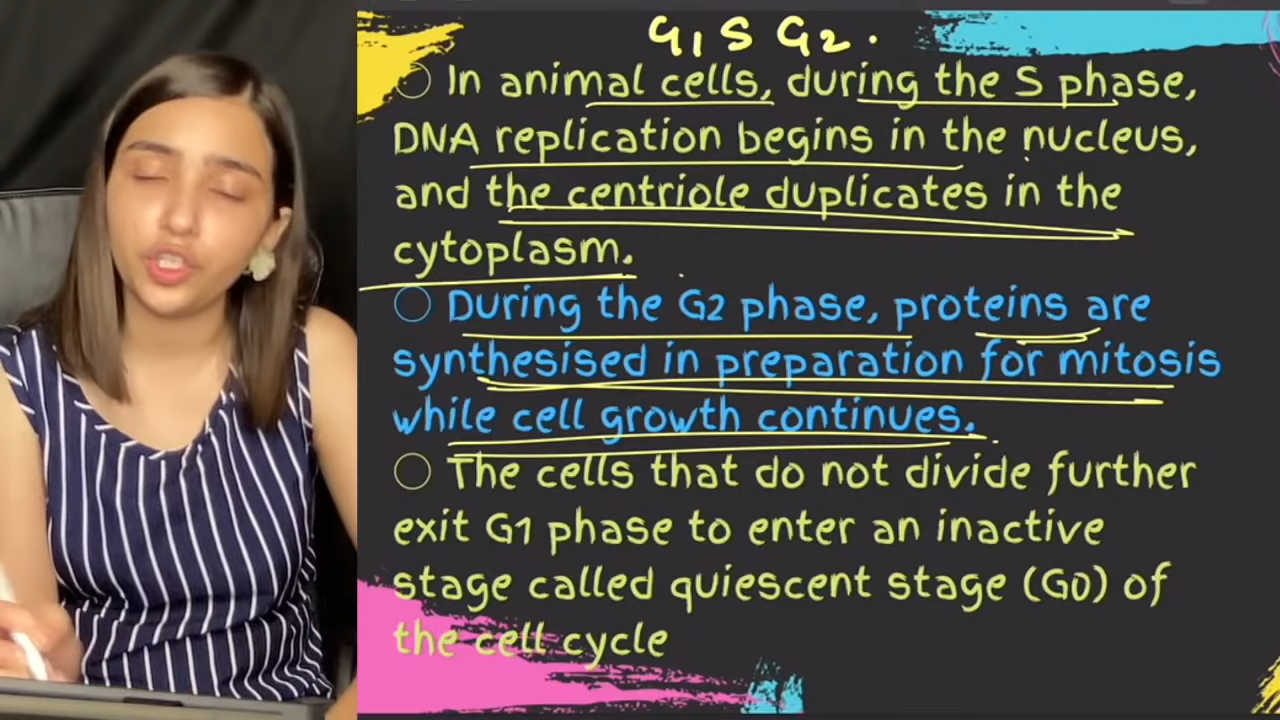 G1 S G2.
○ In animal cells, during the S phase,
DNA replication begins in the nucleus,
and the centriole duplicates in the
cytoplasm.
○ During the G2 phase, proteins are
synthesised in preparation for mitosis
while cell growth continues.
○ The cells that do not divide further
exit G1 phase to enter an inactive
stage called quiescent stage (G0) of
the cell cycle